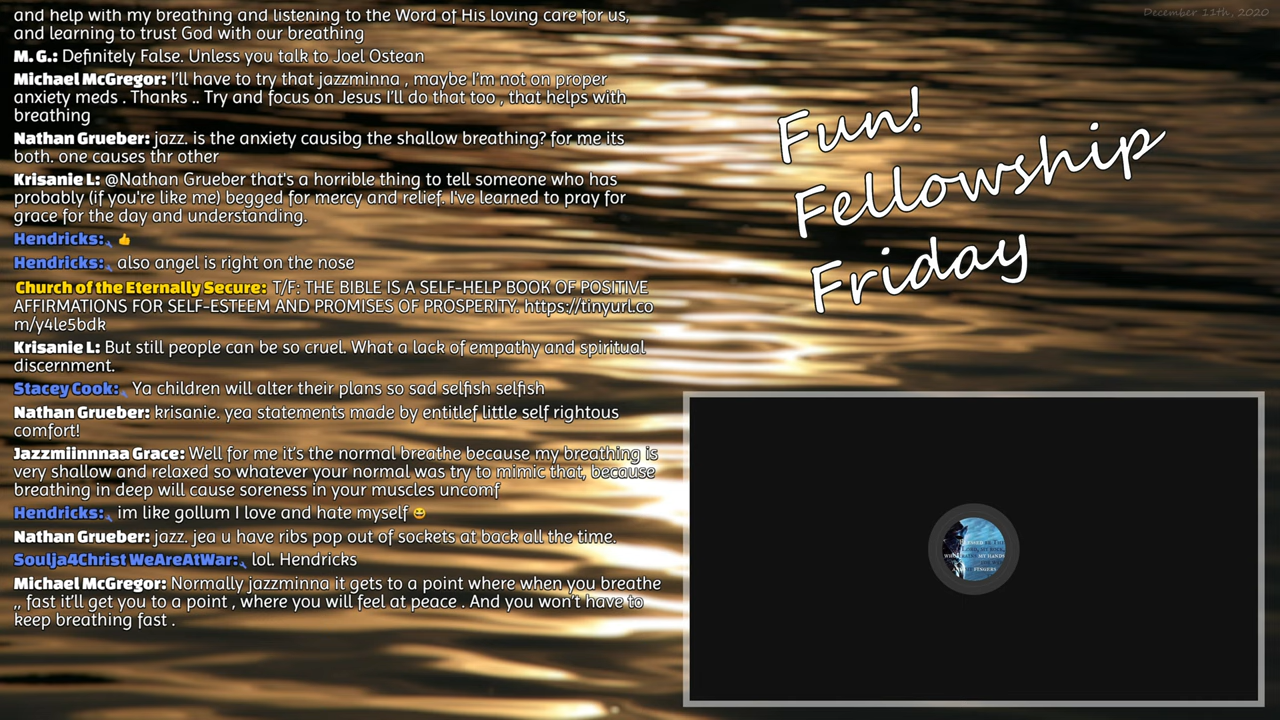 and help with my breathing and listening to the Word of His loving care for us,
and learning to trust God with our breathing
M. G.: Definitely False. Unless you talk to Joel Ostean
Michael McGregor: I'll have to try that jazzminna , maybe I'm not on proper
anxiety meds . Thanks .. Try and focus on Jesus I'll do that too , that helps with
breathing
Nathan Grueber: jazz. is the anxiety causibg the shallow breathing? for me its
both. one causes thr other
Krisanie L: @Nathan Grueber that's a horrible thing to tell someone who has
probably (if you're like me) begged for mercy and relief. I've learned to pray for
grace for the day and understanding.
Hendricks: 👍
Hendricks: also angel is right on the nose
Church of the Eternally Secure: T/F: THE BIBLE IS A SELF-HELP BOOK OF POSITIVE
AFFIRMATIONS FOR SELF-ESTEEM AND PROMISES OF PROSPERITY. https://tinyurl.co
m/y4le5bdk
Krisanie L: But still people can be so cruel. What a lack of empathy and spiritual
discernment.
Stacey Cook: Ya children will alter their plans so sad selfish selfish
Nathan Grueber: krisanie. yea statements made by entitlef little self rightous
comfort!
Jazzmiinnnaa Grace: Well for me it's the normal breathe because my breathing is
very shallow and relaxed so whatever your normal was try to mimic that, because
breathing in deep will cause soreness in your muscles uncomf
Hendricks: im like gollum I love and hate myself 😄
Nathan Grueber: jazz. jea u have ribs pop out of sockets at back all the time.
Soulja4Christ WeAreAtWar: lol. Hendricks
Michael McGregor: Normally jazzminna it gets to a point where when you breathe
,, fast it'll get you to a point , where you will feel at peace . And you won't have to
keep breathing fast .
December 11th, 2020
Fun!
Fellowship
Friday
Blessed be the
Lord, my rock,
my hands
fingers